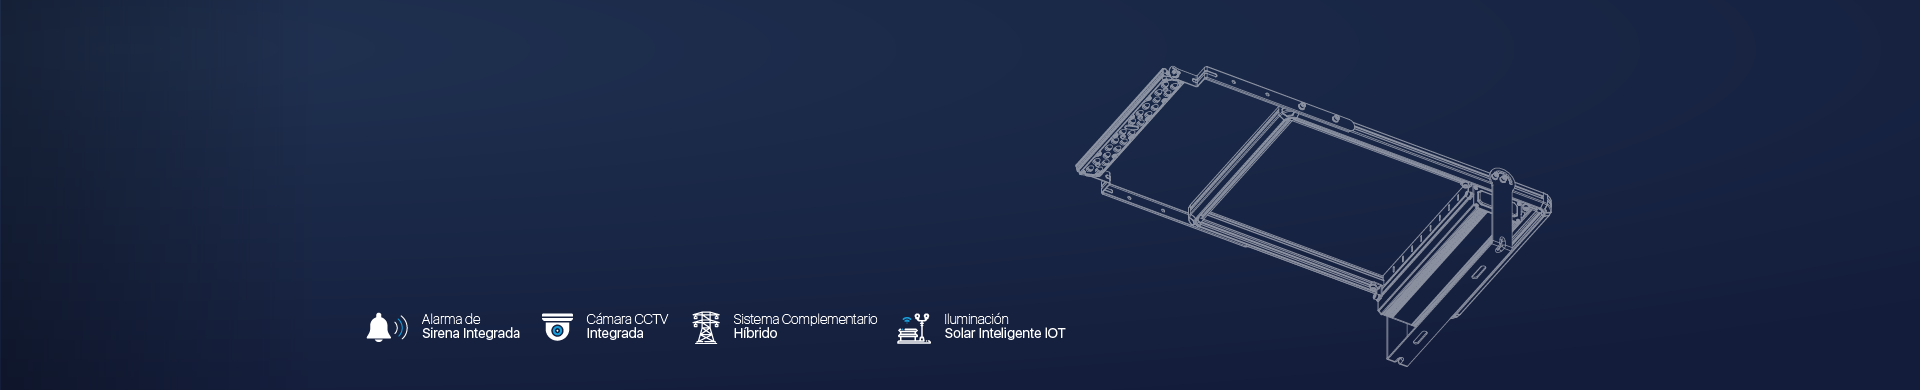 Alarma de
Sirena Integrada
Cámara CCTV
Integrada
Sistema Complementario
Híbrido
Iluminación
Solar Inteligente IOT